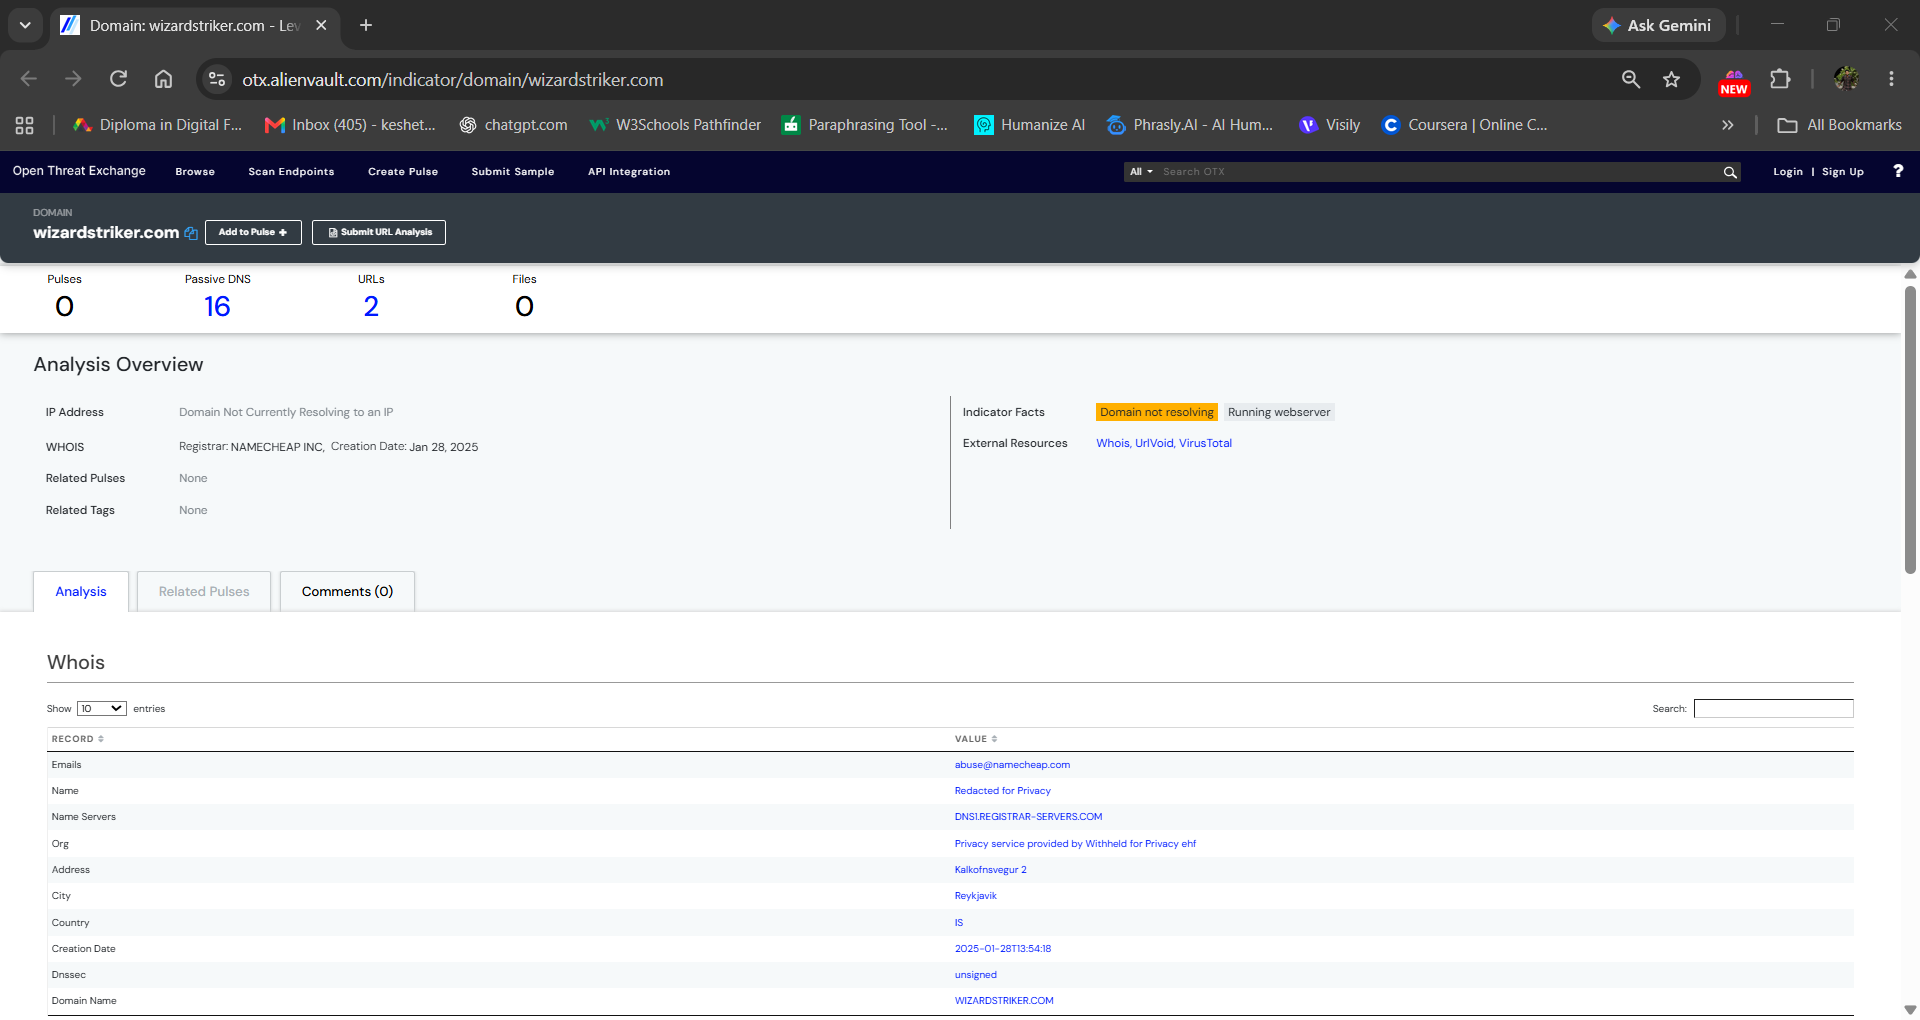 Domain: wizardstriker.com - Lev
Ask Gemini
otx.alienvault.com/indicator/domain/wizardstriker.com
NEW
Diploma in Digital F... Inbox (405) - keshet... chatgpt.com W3Schools Pathfinder Paraphrasing Tool -... Humanize AI Phrasly.AI - AI Hum... Visily Coursera | Online C... All Bookmarks
Open Threat Exchange Browse Scan Endpoints Create Pulse Submit Sample API Integration All Search OTX Login | Sign Up ?
DOMAIN
wizardstriker.com Add to Pulse + Submit URL Analysis
Pulses Passive DNS URLs Files
0 16 2 0
Analysis Overview
IP Address Domain Not Currently Resolving to an IP Indicator Facts Domain not resolving Running webserver
WHOIS Registrar: NAMECHEAP INC, Creation Date: Jan 28, 2025 External Resources Whois, UrlVoid, VirusTotal
Related Pulses None
Related Tags None
Analysis Related Pulses Comments (0)
Whois
Show 10 entries Search:
RECORD VALUE
Emails abuse@namecheap.com
Name Redacted for Privacy
Name Servers DNS1.REGISTRAR-SERVERS.COM
Org Privacy service provided by Withheld for Privacy ehf
Address Kalkofnsvegur 2
City Reykjavik
Country IS
Creation Date 2025-01-28T13:54:18
Dnssec unsigned
Domain Name WIZARDSTRIKER.COM